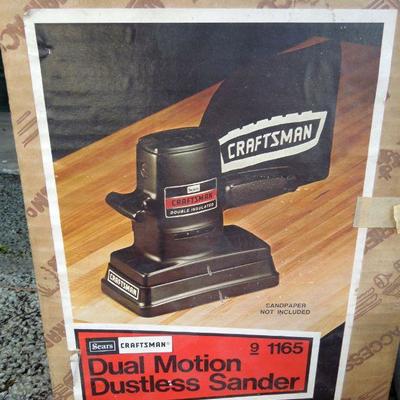 CRAFTSMAN
Sears
CRAFTSMAN
DOUBLE INSULATED
CRAFTSMAN
SANDPAPER
NOT INCLUDED
Sears CRAFTSMAN® 9 1165
Dual Motion
Dustless Sander